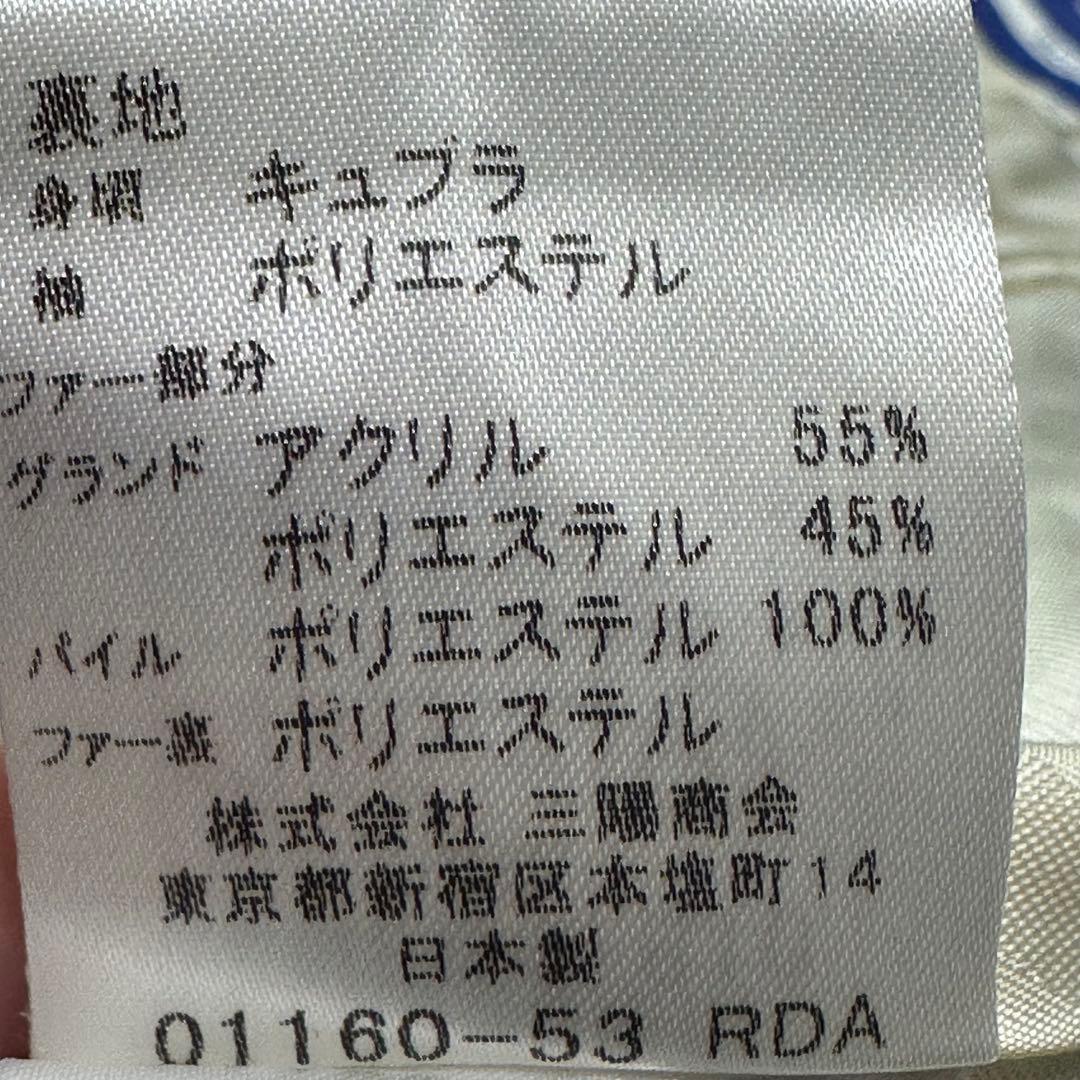 裏地
身頃 キュプラ
袖 ポリエステル
ファー部分
グランド アクリル 55%
ポリエステル 45%
パイル ポリエステル 100%
ファー裏 ポリエステル
株式会社 三陽商会
東京都新宿区本塩町14
日本製
01160-53 RDA